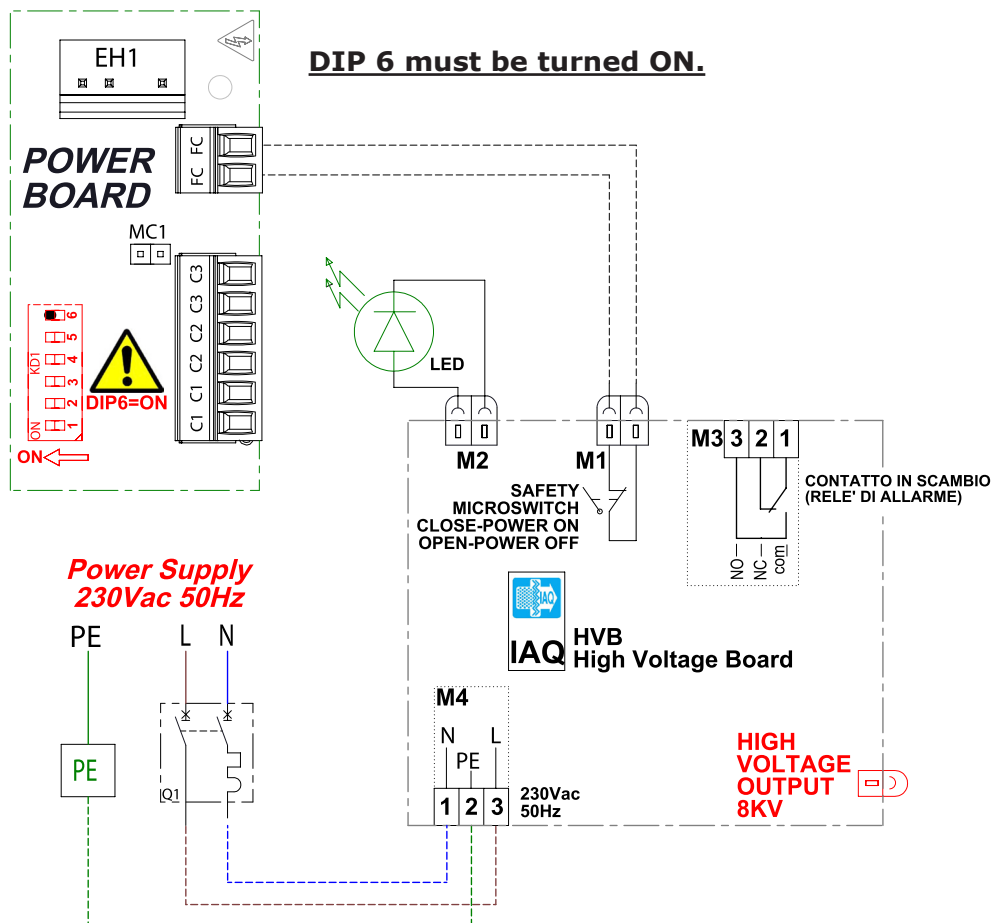 DIP 6 must be turned ON.
EH1
POWER
BOARD
FC
FC
MC1
C3
C3
C2
C2
C1
C1
KD1
ON
6
5
4
3
2
1
DIP6=ON
ON
LED
M2
M1
M3 3 2 1
SAFETY
MICROSWITCH
CLOSE-POWER ON
OPEN-POWER OFF
CONTATTO IN SCAMBIO
(RELE' DI ALLARME)
NO
NC
com
Power Supply
230Vac 50Hz
PE L N
PE
Q1
IAQ
IAQ
HVB
High Voltage Board
M4
N L
PE
1 2 3
230Vac
50Hz
HIGH
VOLTAGE
OUTPUT
8KV